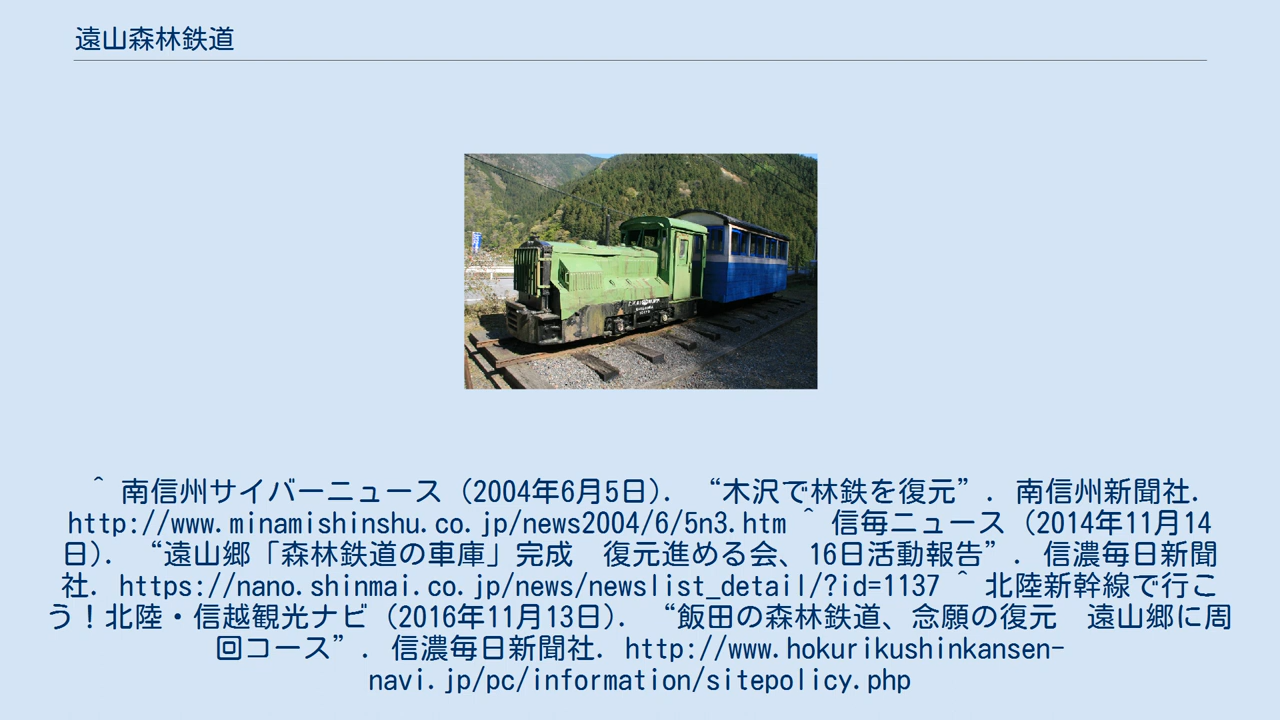 遠山森林鉄道
^ 南信州サイバーニュース（2004年6月5日）. “木沢で林鉄を復元”. 南信州新聞社.
http://www.minamishinshu.co.jp/news2004/6/5n3.htm ^ 信毎ニュース（2014年11月14
日）. “遠山郷「森林鉄道の車庫」完成　復元進める会、16日活動報告”. 信濃毎日新聞
社. https://nano.shinmai.co.jp/news/newslist_detail/?id=1137 ^ 北陸新幹線で行こ
う！北陸・信越観光ナビ（2016年11月13日）. “飯田の森林鉄道、念願の復元　遠山郷に周
回コース”. 信濃毎日新聞社. http://www.hokurikushinkansen-
navi.jp/pc/information/sitepolicy.php